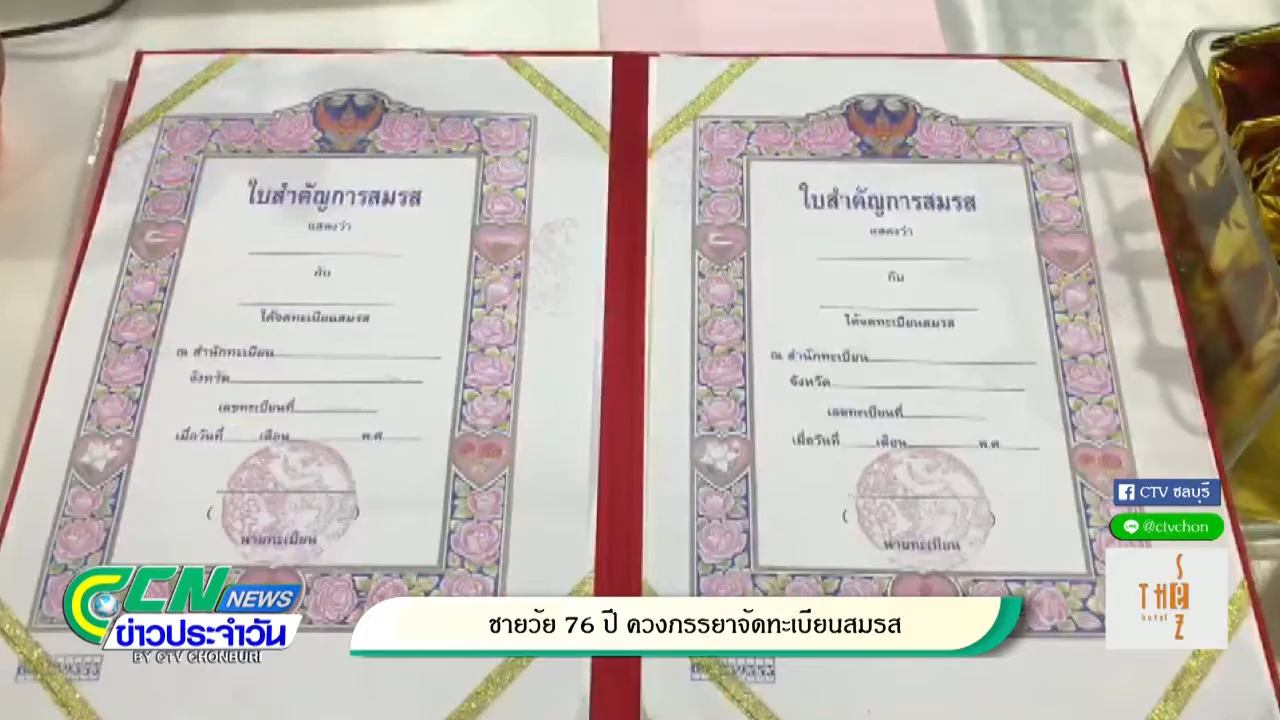 ใบสำคัญการสมรส
แสดงว่า
กับ
ได้จดทะเบียนสมรส
ณ สำนักทะเบียน
จังหวัด
เลขทะเบียนที่
เมื่อวันที่ เดือน พ.ศ.
( )
นายทะเบียน
ใบสำคัญการสมรส
แสดงว่า
กับ
ได้จดทะเบียนสมรส
ณ สำนักทะเบียน
จังหวัด
เลขทะเบียนที่
เมื่อวันที่ เดือน พ.ศ.
( )
นายทะเบียน
CTV ชลบุรี
@ctvchon
THE SEZ
hotel
CCN NEWS
ข่าวประจำวัน
BY CTV CHONBURI
ชายวัย 76 ปี ควงภรรยาจัดทะเบียนสมรส